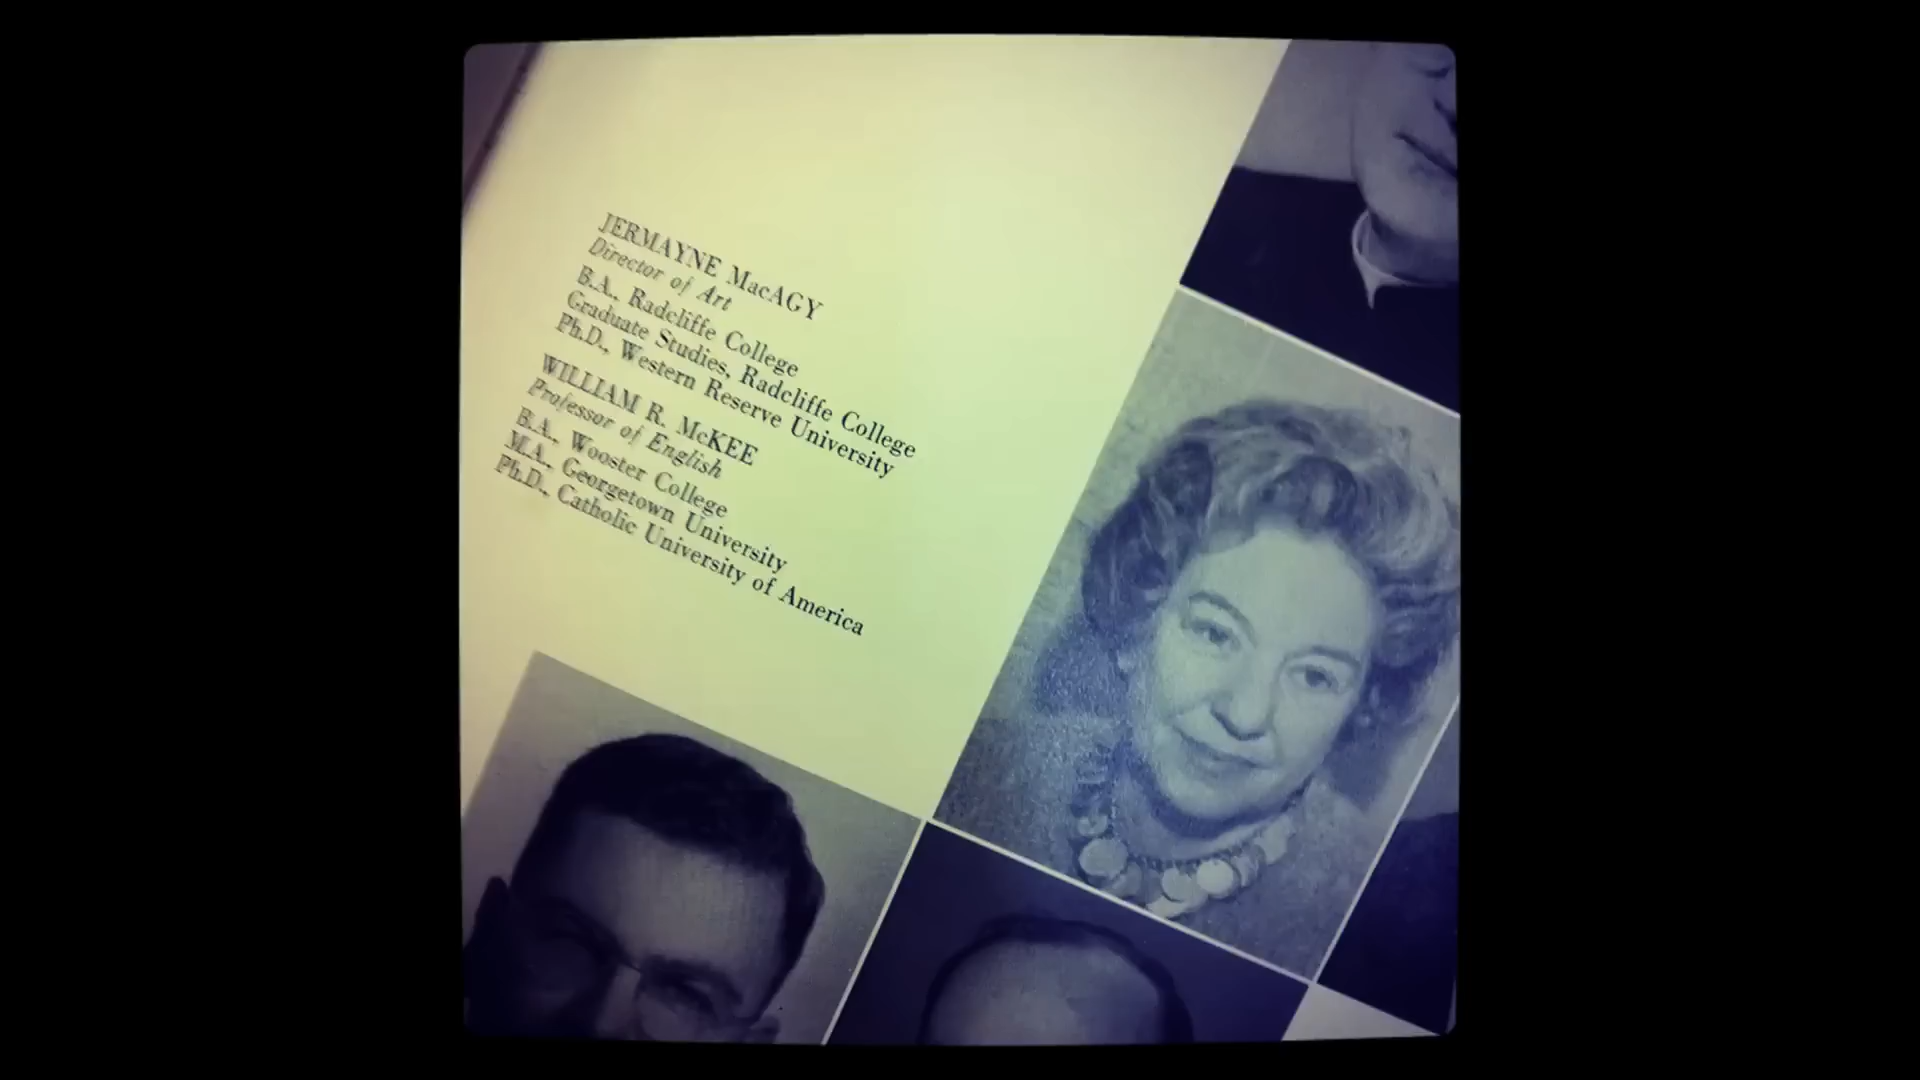 JERMAYNE MacAGY
Director of Art
B.A., Radcliffe College
Graduate Studies, Radcliffe College
Ph.D., Western Reserve University
WILLIAM R. McKEE
Professor of English
B.A., Wooster College
M.A., Georgetown University
Ph.D., Catholic University of America